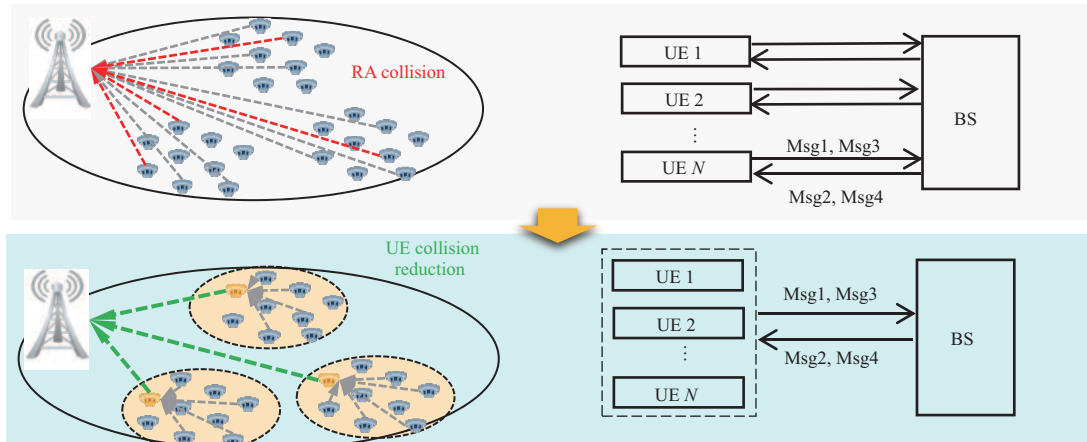 RA collision
UE 1
UE 2
⋮
UE N
Msg1, Msg3
Msg2, Msg4
BS
UE collision
reduction
UE 1
UE 2
⋮
UE N
Msg1, Msg3
Msg2, Msg4
BS